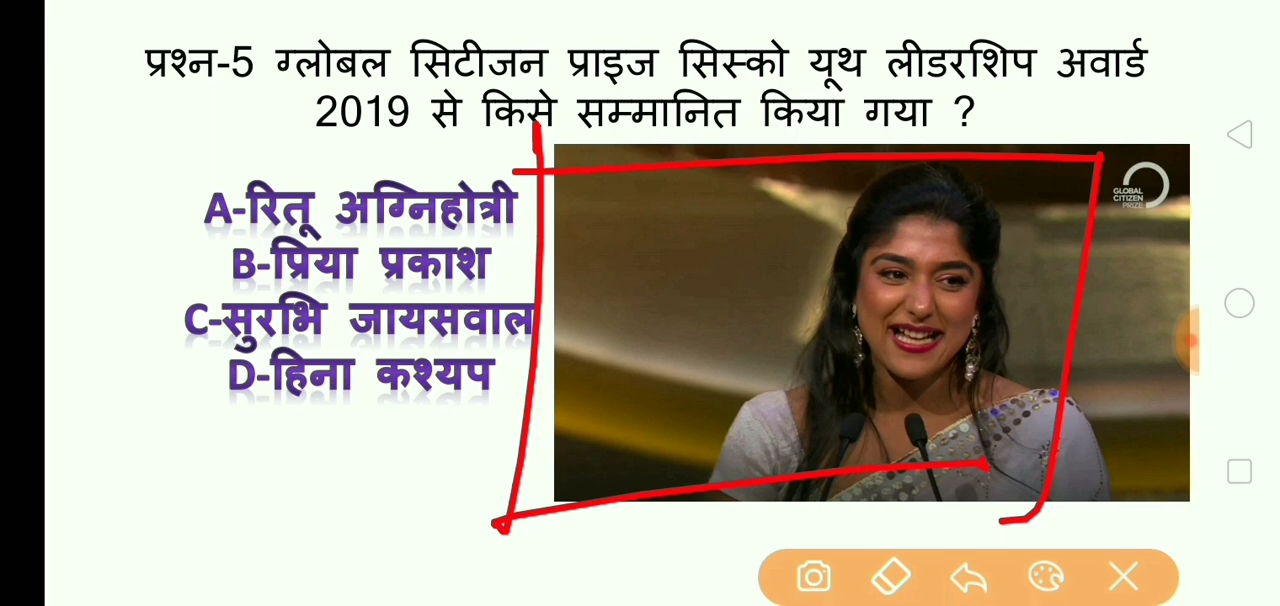 प्रश्न-5 ग्लोबल सिटीजन प्राइज सिस्को यूथ लीडरशिप अवार्ड
2019 से किसे सम्मानित किया गया ?
A-रितू अग्निहोत्री
B-प्रिया प्रकाश
C-सुरभि जायसवाल
D-हिना कश्यप
GLOBAL
CITIZEN
PRIZE